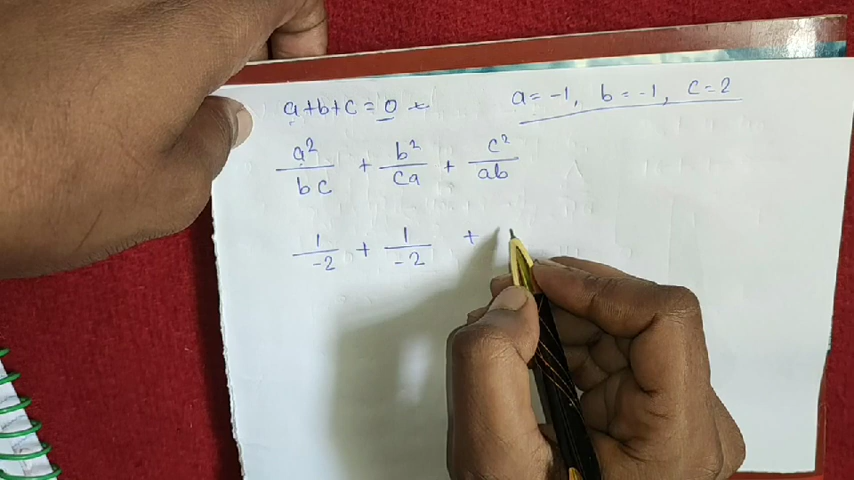 a+b+c=0 a=-1, b=-1, c=2
a²/bc + b²/ca + c²/ab
1/-2 + 1/-2 +